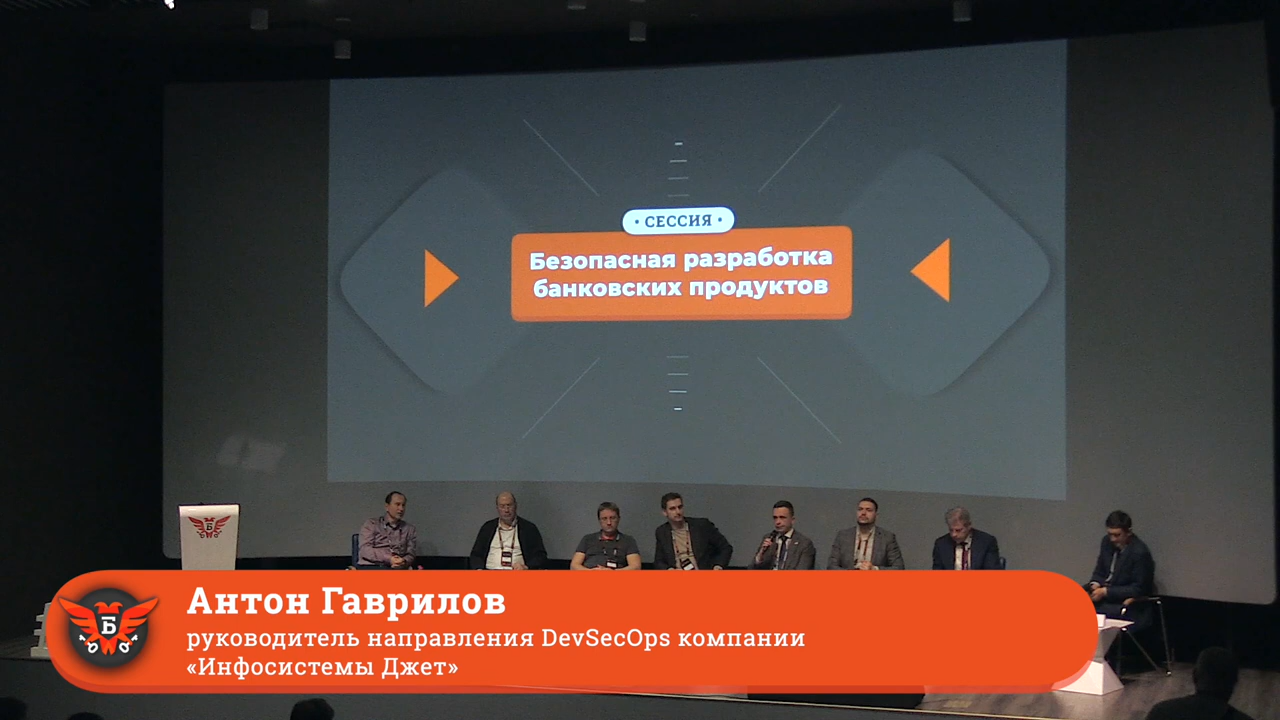 • СЕССИЯ •
Безопасная разработка
банковских продуктов
Б
Антон Гаврилов
руководитель направления DevSecOps компании
«Инфосистемы Джет»
Б